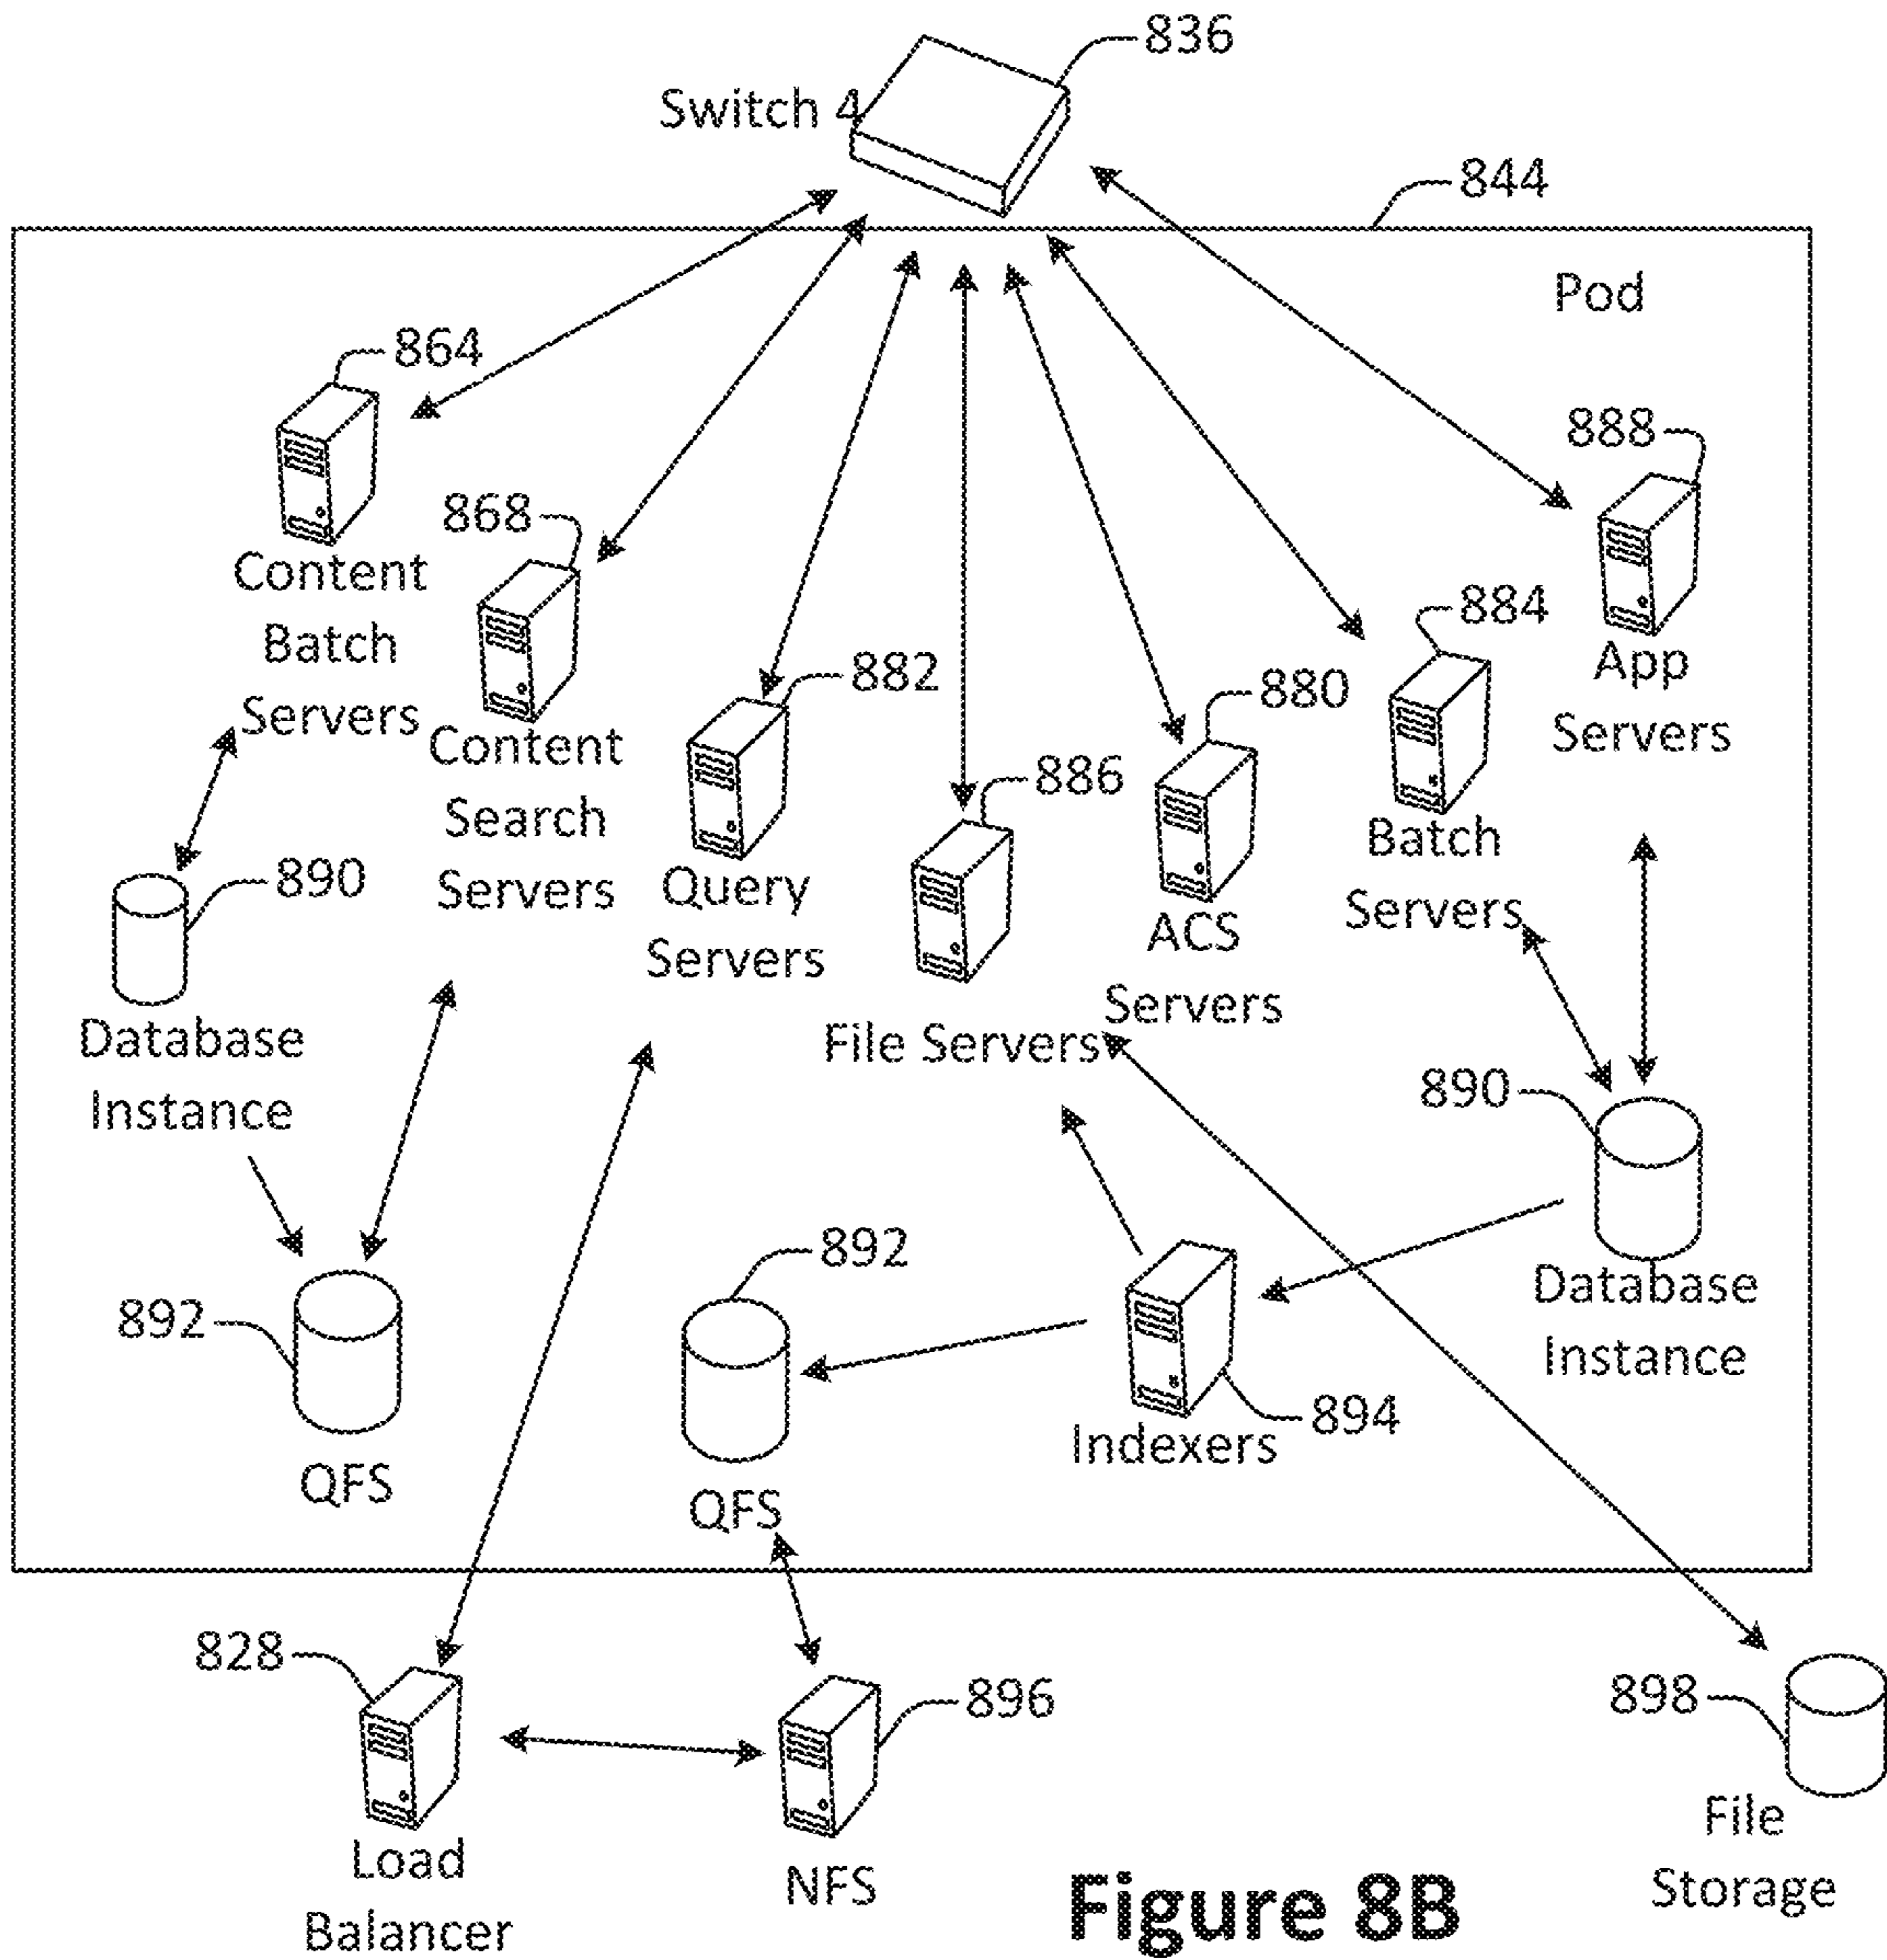 836
Switch 4
844
Pod
864
Content
Batch
Servers
868
Content
Search
Servers
882
Query
Servers
886
File Servers
880
ACS
Servers
884
Batch
Servers
888
App
Servers
890
Database
Instance
890
Database
Instance
892
QFS
892
QFS
894
Indexers
828
Load
Balancer
896
NFS
898
File
Storage
Figure 8B